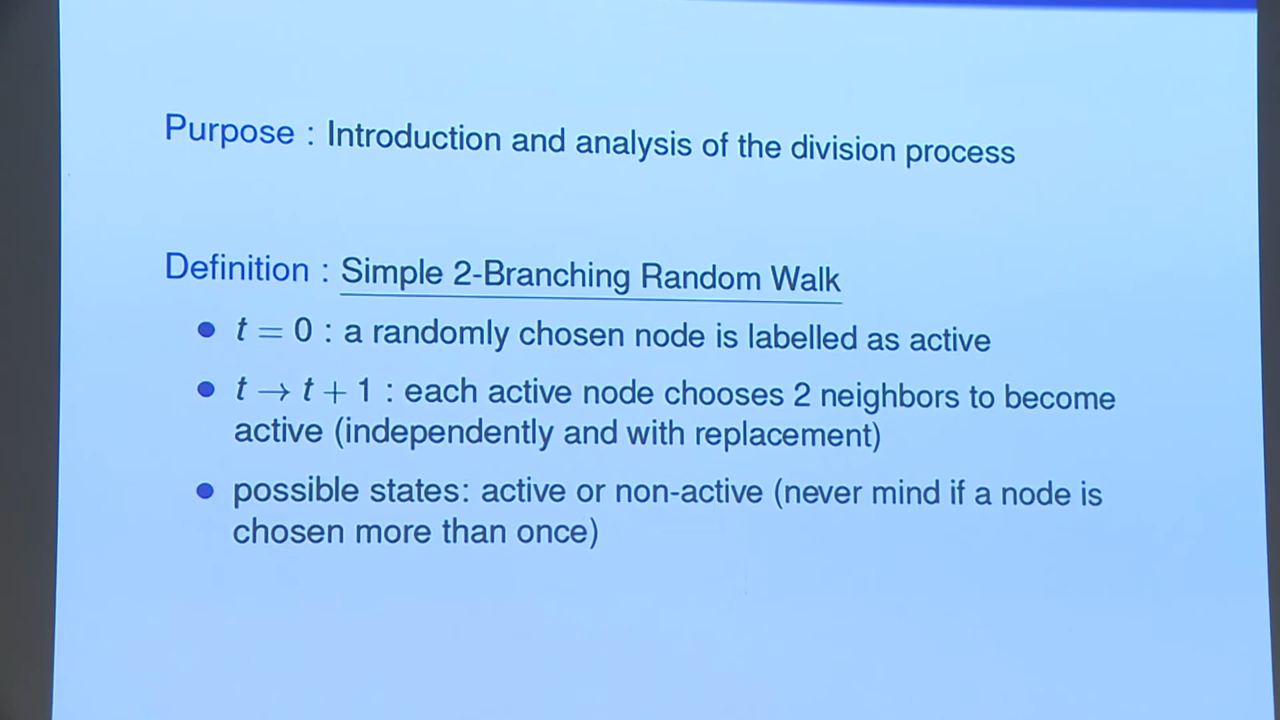 Purpose : Introduction and analysis of the division process
Definition : Simple 2-Branching Random Walk
• t = 0 : a randomly chosen node is labelled as active
• t → t + 1 : each active node chooses 2 neighbors to become
active (independently and with replacement)
• possible states: active or non-active (never mind if a node is
chosen more than once)